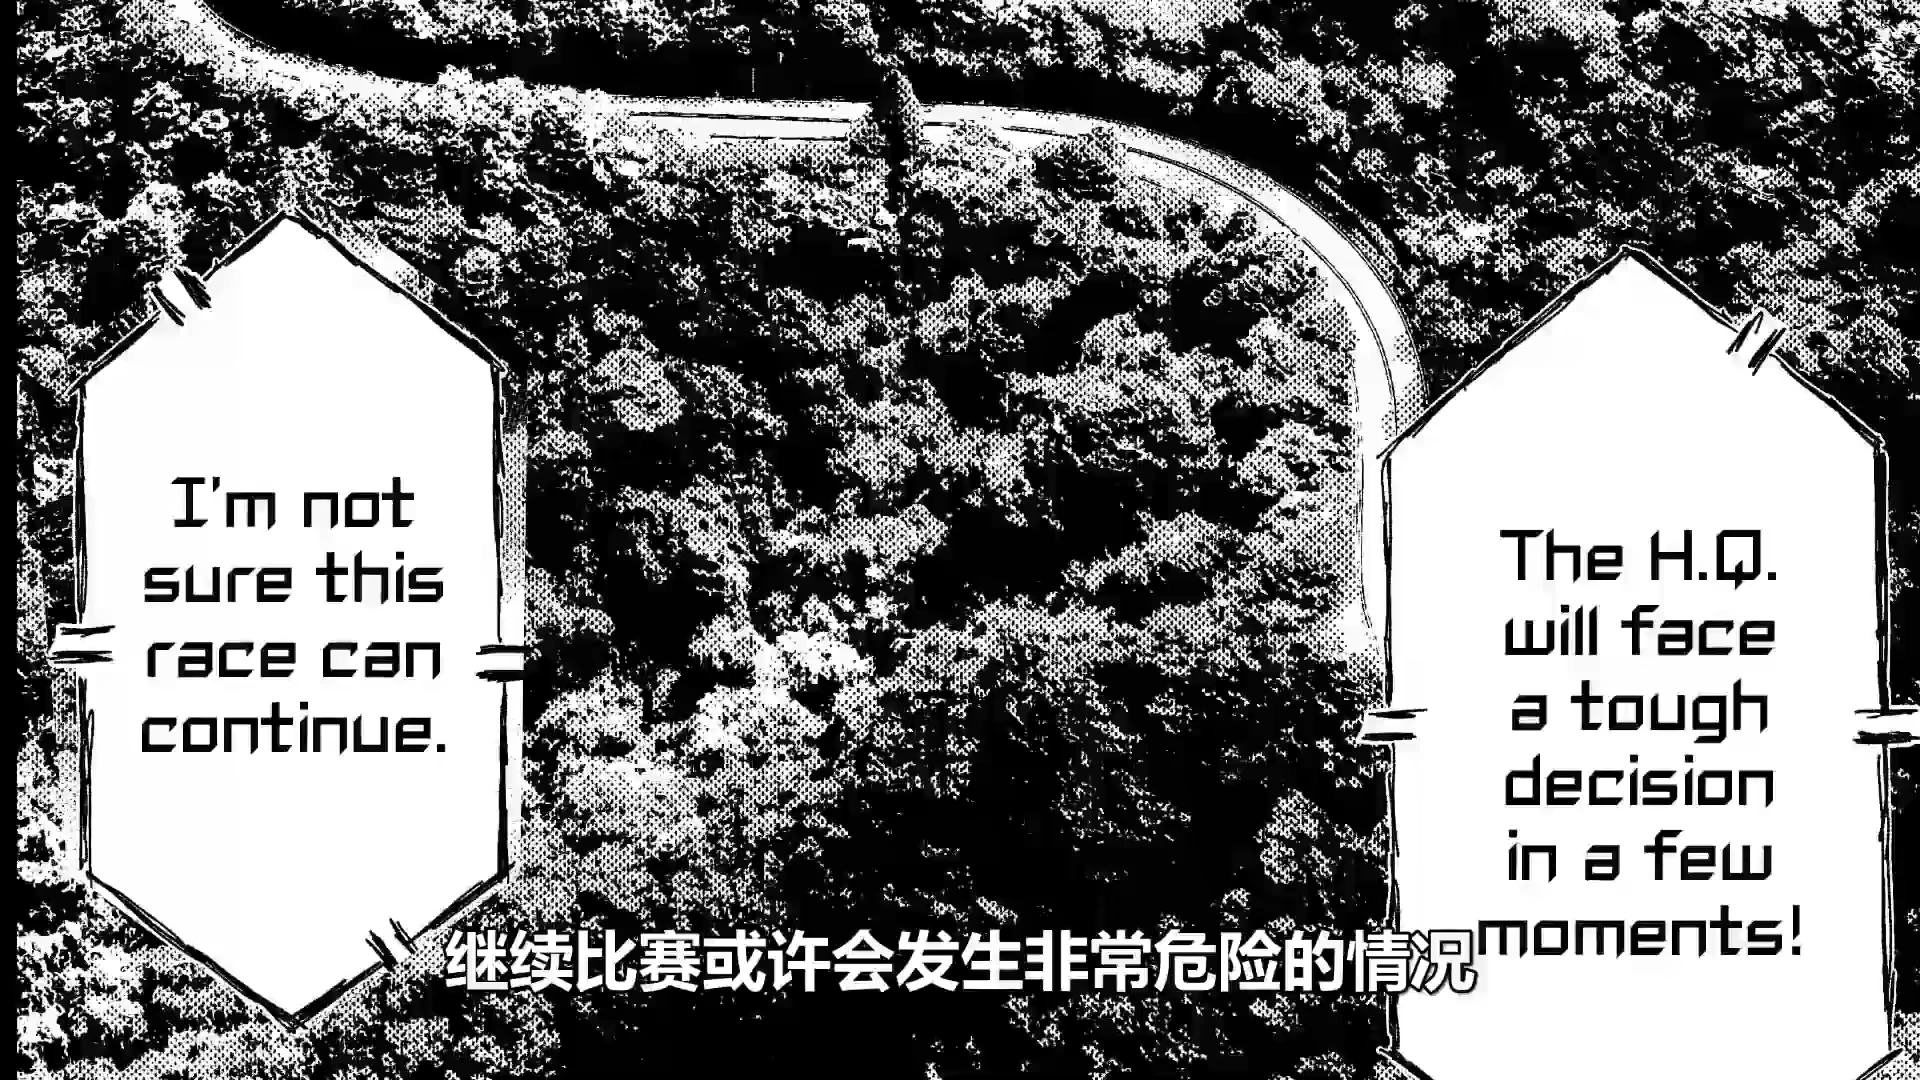 I'm not
sure this
race can
continue.
The H.Q.
will face
a tough
decision
in a few
moments!
继续比赛或许会发生非常危险的情况